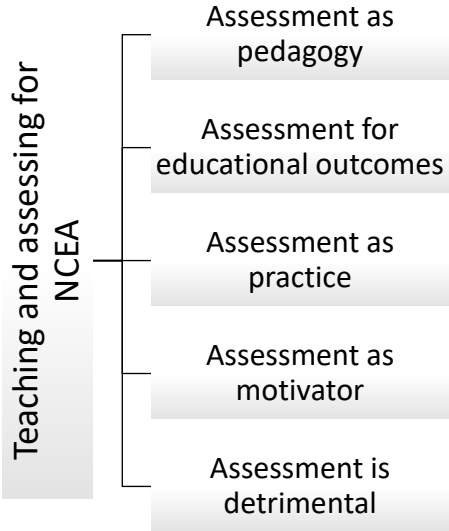 Teaching and assessing for
NCEA
Assessment as
pedagogy
Assessment for
educational outcomes
Assessment as
practice
Assessment as
motivator
Assessment is
detrimental